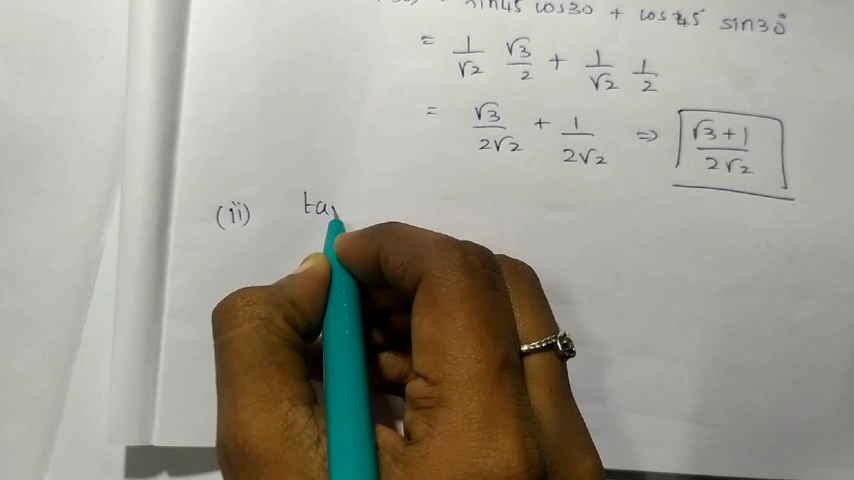 sin45 cos30 + cos45° sin30°
= 1/√2 √3/2 + 1/√2 1/2
= √3/2√2 + 1/2√2 ⇒ √3+1/2√2
(ii) ta